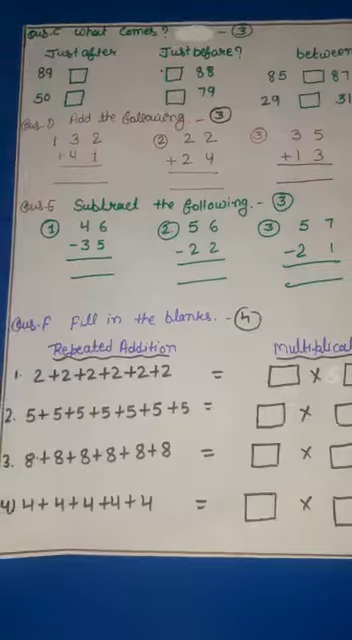 Qus.C What comes? - 3
Just after Just before? between
89 88 85 87
50 79 29 31
Qus.D Add the following. - 3
1 3 2 (2) 2 2 (3) 3 5
+4 1 + 2 4 + 1 3
Qus-E Subtract the following. - 3
1 4 6 2. 5 6 3 5 7
- 3 5 - 2 2 - 2 1
Qus.F Fill in the blanks. - 4
Repeated Addition Multiplicat
1. 2+2+2+2+2+2 = ×
2. 5+5+5+5+5+5+5 = ×
3. 8+8+8+8+8+8 = ×
4) 4+4+4+4+4 = ×